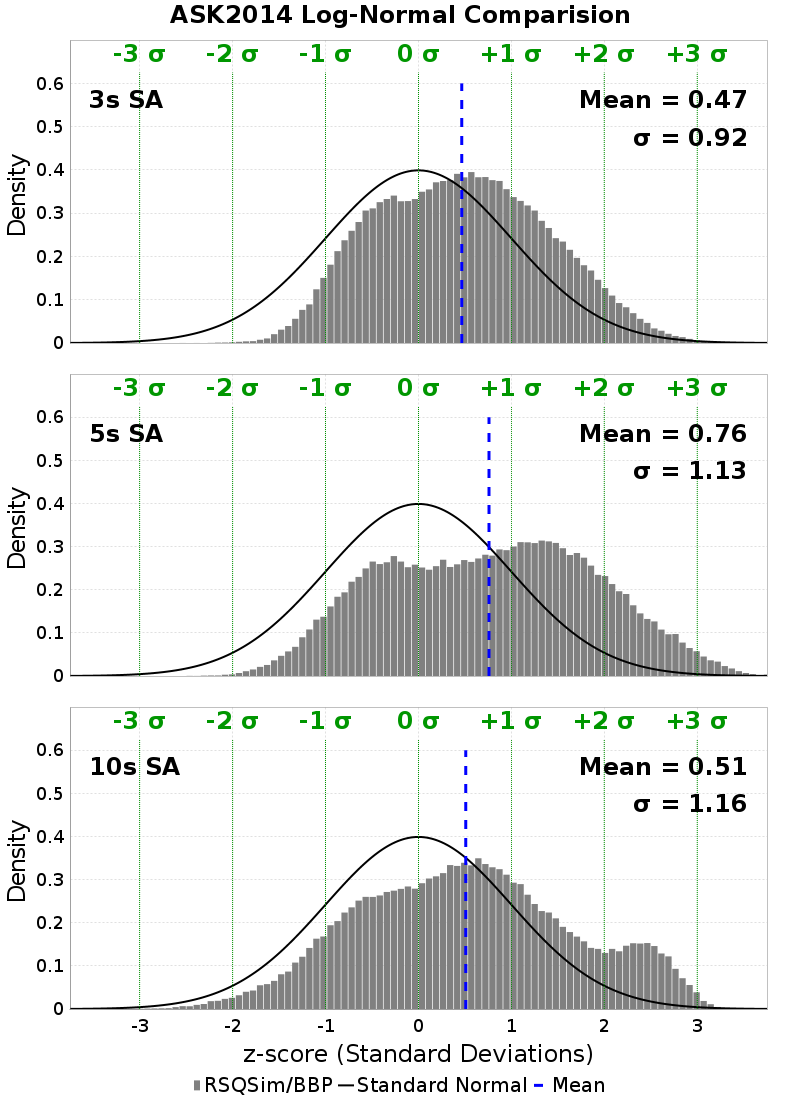 ASK2014 Log-Normal Comparision
-3 σ -2 σ -1 σ 0 σ +1 σ +2 σ +3 σ
3s SA
Mean = 0.47
σ = 0.92
0.6
0.5
0.4
0.3
0.2
0.1
0
Density
-3 σ -2 σ -1 σ 0 σ +1 σ +2 σ +3 σ
5s SA
Mean = 0.76
σ = 1.13
0.6
0.5
0.4
0.3
0.2
0.1
0
Density
-3 σ -2 σ -1 σ 0 σ +1 σ +2 σ +3 σ
10s SA
Mean = 0.51
σ = 1.16
0.6
0.5
0.4
0.3
0.2
0.1
0
Density
-3 -2 -1 0 1 2 3
z-score (Standard Deviations)
RSQSim/BBP Standard Normal Mean